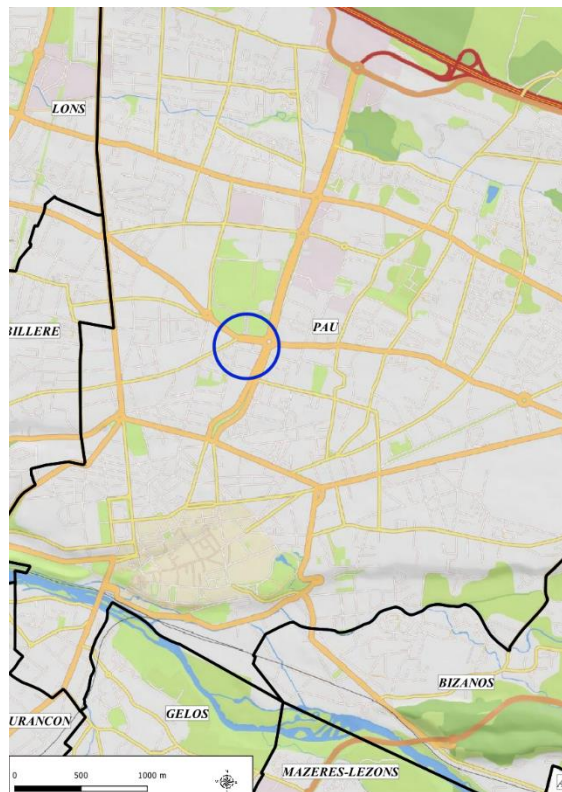 LONS
PAU
BILLERE
BIZANOS
GELOS
URANCON
MAZERES-LEZONS
0 500 1000 m